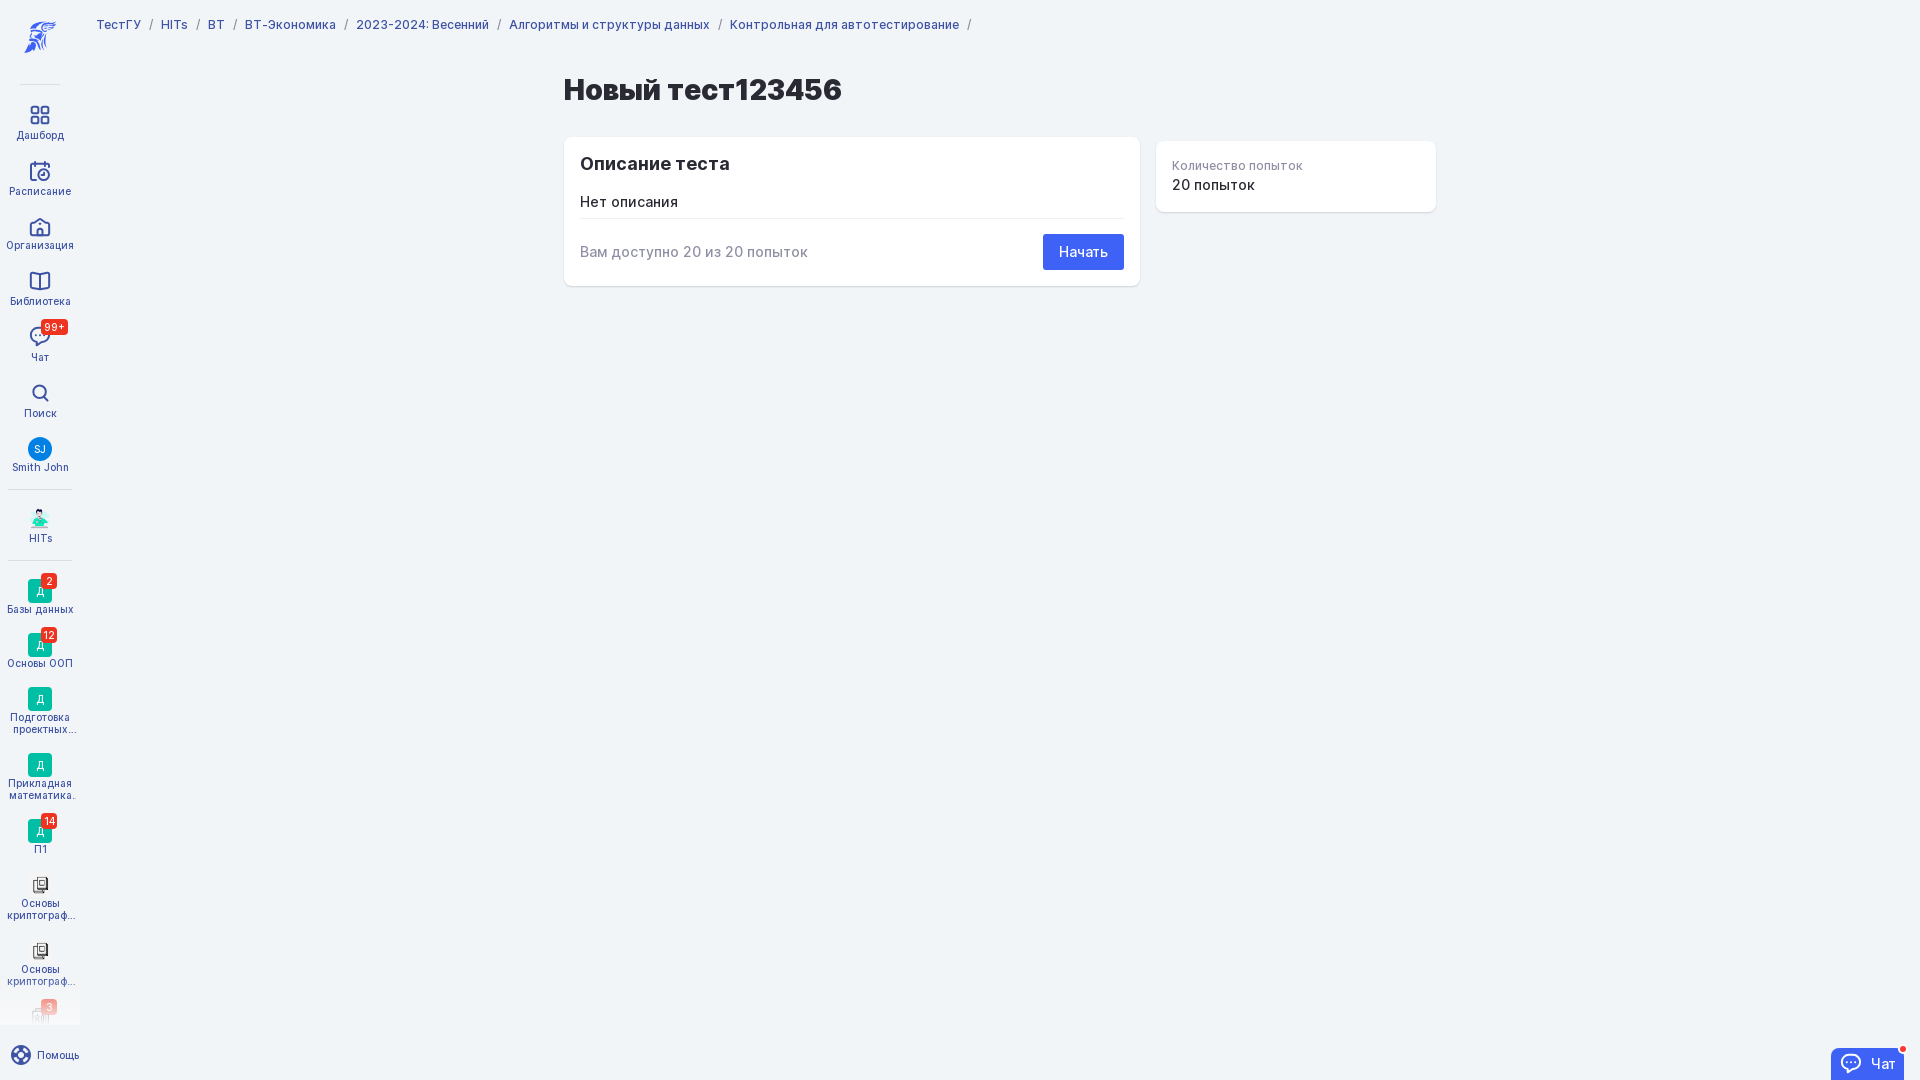 ТестГУ / HITs / ВТ / ВТ-Экономика / 2023-2024: Весенний / Алгоритмы и структуры данных / Контрольная для автотестирование /
Новый тест123456
Описание теста
Нет описания
Вам доступно 20 из 20 попыток
Начать
Количество попыток
20 попыток
Дашборд
Расписание
Организация
Библиотека
99+
Чат
Поиск
SJ
Smith John
HITs
Д
2
Базы данных
Д
12
Основы ООП
Д
Подготовка
проектных...
Д
Прикладная
математика.
Д
14
П1
Основы
криптограф...
Основы
криптограф...
3
Помощь
Чат